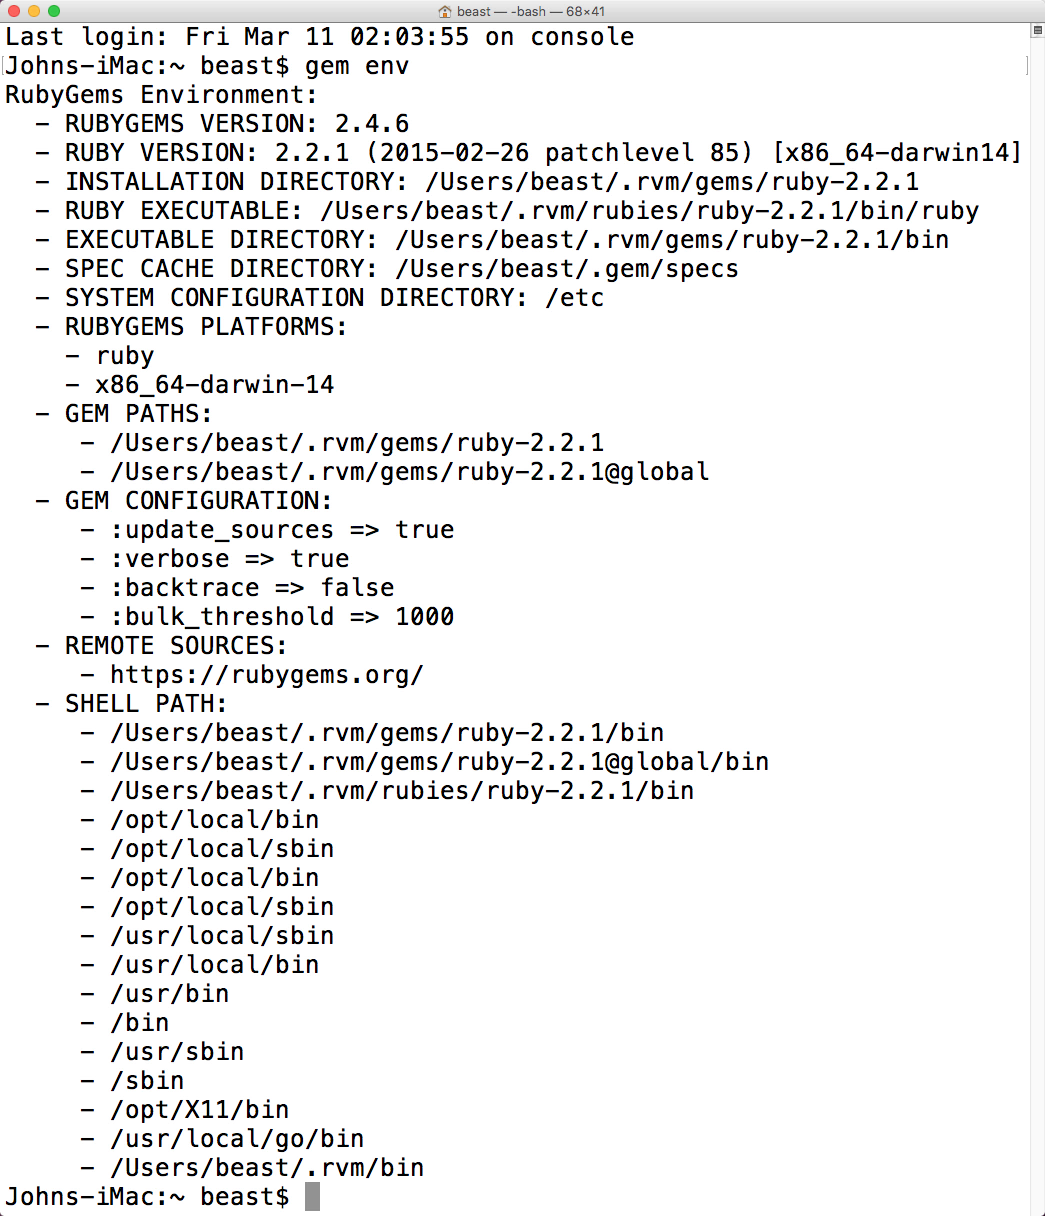 beast — -bash — 68×41
Last login: Fri Mar 11 02:03:55 on console
[Johns-iMac:~ beast$ gem env ]
RubyGems Environment:
  - RUBYGEMS VERSION: 2.4.6
  - RUBY VERSION: 2.2.1 (2015-02-26 patchlevel 85) [x86_64-darwin14]
  - INSTALLATION DIRECTORY: /Users/beast/.rvm/gems/ruby-2.2.1
  - RUBY EXECUTABLE: /Users/beast/.rvm/rubies/ruby-2.2.1/bin/ruby
  - EXECUTABLE DIRECTORY: /Users/beast/.rvm/gems/ruby-2.2.1/bin
  - SPEC CACHE DIRECTORY: /Users/beast/.gem/specs
  - SYSTEM CONFIGURATION DIRECTORY: /etc
  - RUBYGEMS PLATFORMS:
    - ruby
    - x86_64-darwin-14
  - GEM PATHS:
     - /Users/beast/.rvm/gems/ruby-2.2.1
     - /Users/beast/.rvm/gems/ruby-2.2.1@global
  - GEM CONFIGURATION:
     - :update_sources => true
     - :verbose => true
     - :backtrace => false
     - :bulk_threshold => 1000
  - REMOTE SOURCES:
     - https://rubygems.org/
  - SHELL PATH:
     - /Users/beast/.rvm/gems/ruby-2.2.1/bin
     - /Users/beast/.rvm/gems/ruby-2.2.1@global/bin
     - /Users/beast/.rvm/rubies/ruby-2.2.1/bin
     - /opt/local/bin
     - /opt/local/sbin
     - /opt/local/bin
     - /opt/local/sbin
     - /usr/local/sbin
     - /usr/local/bin
     - /usr/bin
     - /bin
     - /usr/sbin
     - /sbin
     - /opt/X11/bin
     - /usr/local/go/bin
     - /Users/beast/.rvm/bin
Johns-iMac:~ beast$